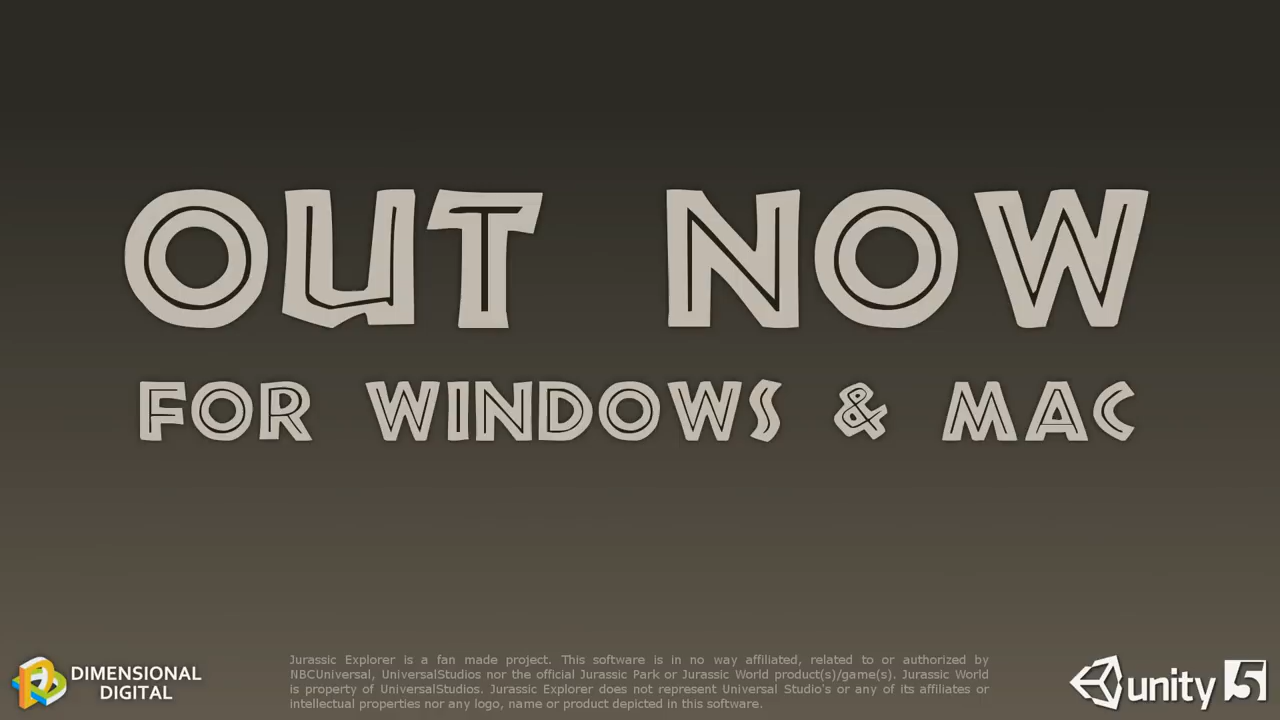 OUT NOW
FOR WINDOWS & MAC
DIMENSIONAL
DIGITAL
Jurassic Explorer is a fan made project. This software is in no way affiliated, related to or authorized by
NBCUniversal, UniversalStudios nor the official Jurassic Park or Jurassic World product(s)/game(s). Jurassic World
is property of UniversalStudios. Jurassic Explorer does not represent Universal Studio's or any of its affiliates or
intellectual properties nor any logo, name or product depicted in this software.
unity 5